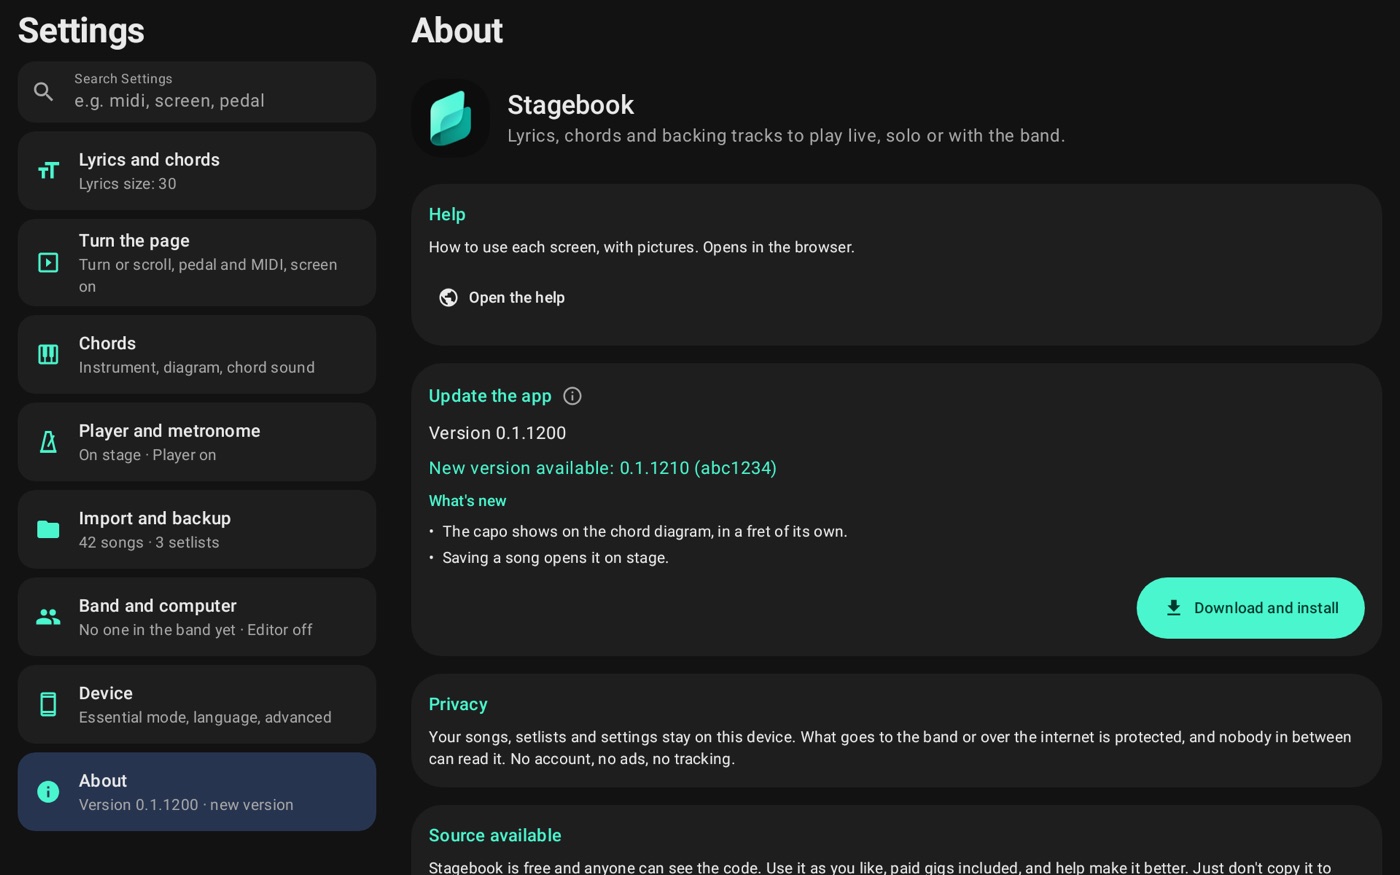 Settings
Search Settings
e.g. midi, screen, pedal
Lyrics and chords
Lyrics size: 30
Turn the page
Turn or scroll, pedal and MIDI, screen
on
Chords
Instrument, diagram, chord sound
Player and metronome
On stage · Player on
Import and backup
42 songs · 3 setlists
Band and computer
No one in the band yet · Editor off
Device
Essential mode, language, advanced
About
Version 0.1.1200 · new version
About
Stagebook
Lyrics, chords and backing tracks to play live, solo or with the band.
Help
How to use each screen, with pictures. Opens in the browser.
Open the help
Update the app
Version 0.1.1200
New version available: 0.1.1210 (abc1234)
What's new
• The capo shows on the chord diagram, in a fret of its own.
• Saving a song opens it on stage.
Download and install
Privacy
Your songs, setlists and settings stay on this device. What goes to the band or over the internet is protected, and nobody in between
can read it. No account, no ads, no tracking.
Source available
Stagebook is free and anyone can see the code. Use it as you like, paid gigs included, and help make it better. Just don't copy it to